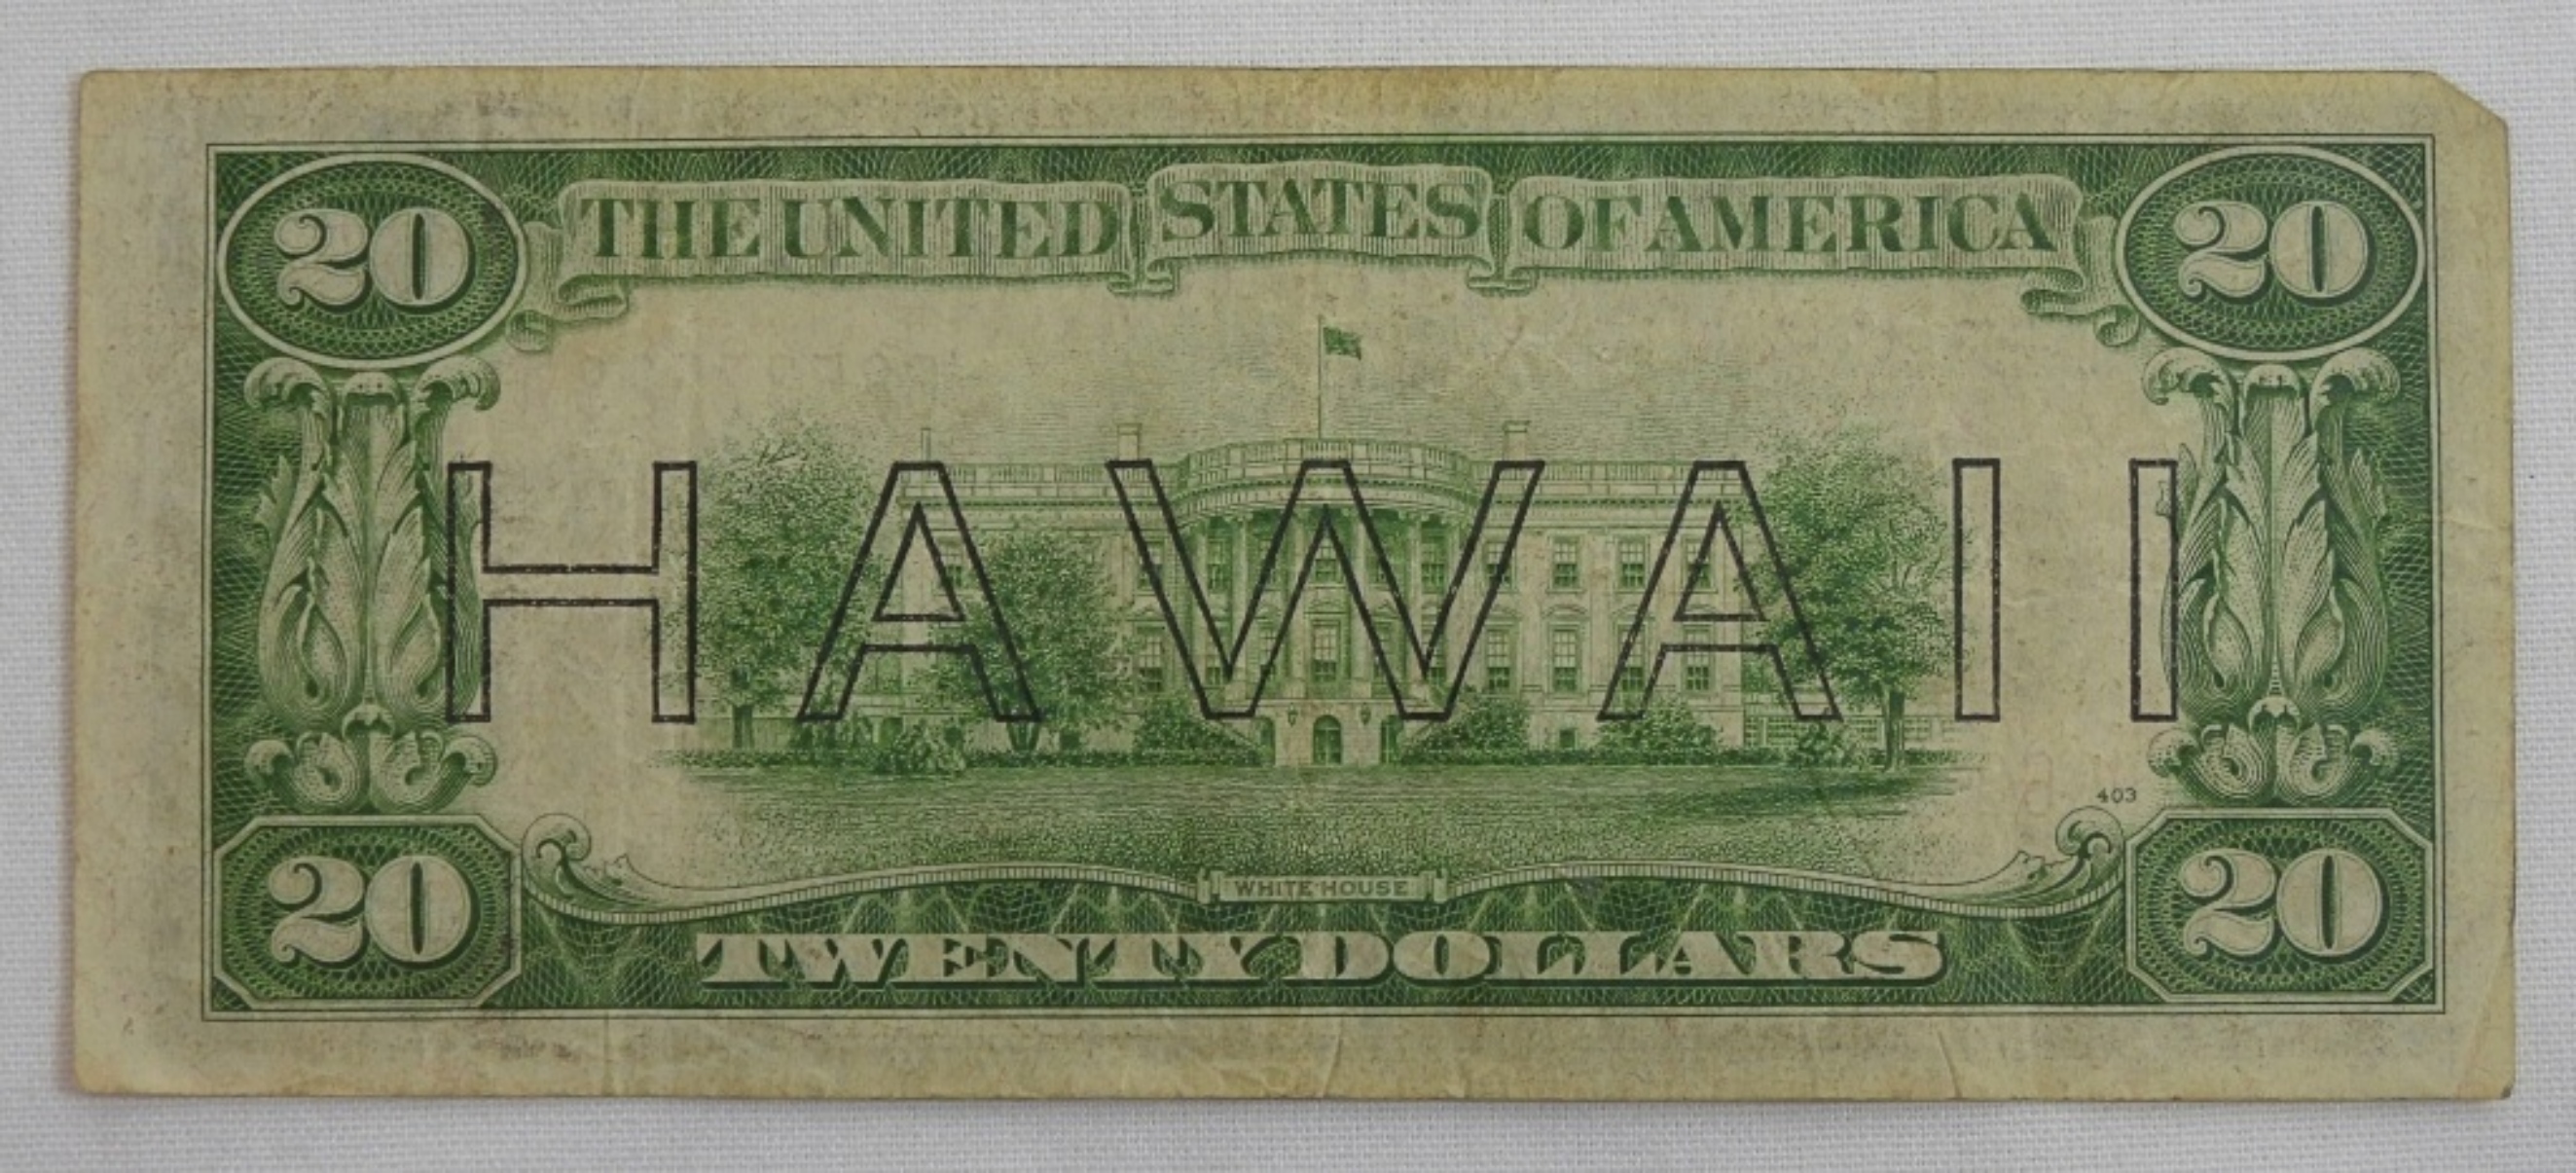 20 THE UNITED STATES OF AMERICA 20
HAWAII
403
WHITE HOUSE
20 TWENTY DOLLARS 20